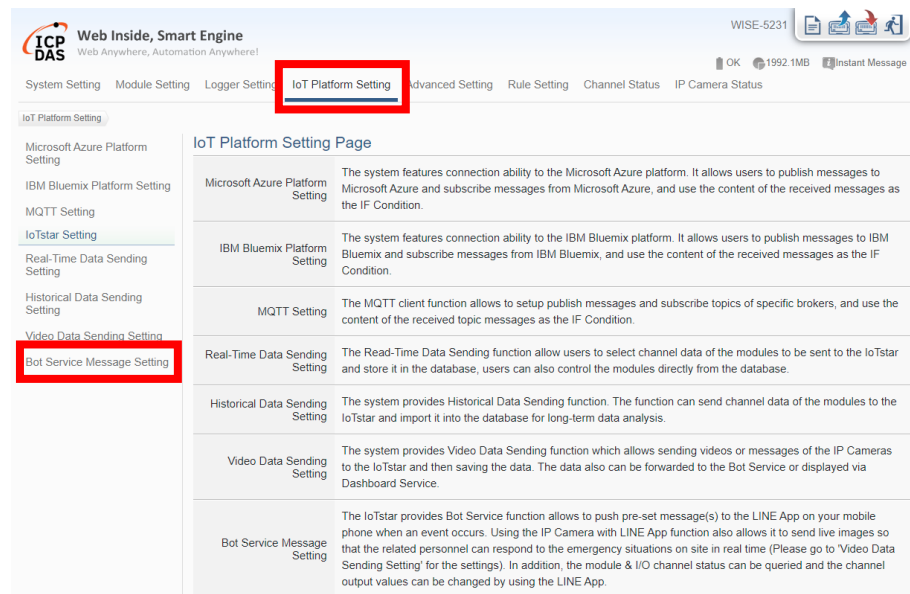 ICP
DAS
Web Inside, Smart Engine
Web Anywhere, Automation Anywhere!
WISE-5231
OK 1992.1MB Instant Message
System Setting Module Setting Logger Setting IoT Platform Setting Advanced Setting Rule Setting Channel Status IP Camera Status
IoT Platform Setting
Microsoft Azure Platform
Setting
IBM Bluemix Platform Setting
MQTT Setting
IoTstar Setting
Real-Time Data Sending
Setting
Historical Data Sending
Setting
Video Data Sending Setting
Bot Service Message Setting
IoT Platform Setting Page
Microsoft Azure Platform
Setting
The system features connection ability to the Microsoft Azure platform. It allows users to publish messages to
Microsoft Azure and subscribe messages from Microsoft Azure, and use the content of the received messages as
the IF Condition.
IBM Bluemix Platform
Setting
The system features connection ability to the IBM Bluemix platform. It allows users to publish messages to IBM
Bluemix and subscribe messages from IBM Bluemix, and use the content of the received messages as the IF
Condition.
MQTT Setting
The MQTT client function allows to setup publish messages and subscribe topics of specific brokers, and use the
content of the received topic messages as the IF Condition.
Real-Time Data Sending
Setting
The Read-Time Data Sending function allow users to select channel data of the modules to be sent to the IoTstar
and store it in the database, users can also control the modules directly from the database.
Historical Data Sending
Setting
The system provides Historical Data Sending function. The function can send channel data of the modules to the
IoTstar and import it into the database for long-term data analysis.
Video Data Sending
Setting
The system provides Video Data Sending function which allows sending videos or messages of the IP Cameras
to the IoTstar and then saving the data. The data also can be forwarded to the Bot Service or displayed via
Dashboard Service.
Bot Service Message
Setting
The IoTstar provides Bot Service function allows to push pre-set message(s) to the LINE App on your mobile
phone when an event occurs. Using the IP Camera with LINE App function also allows it to send live images so
that the related personnel can respond to the emergency situations on site in real time (Please go to 'Video Data
Sending Setting' for the settings). In addition, the module & I/O channel status can be queried and the channel
output values can be changed by using the LINE App.